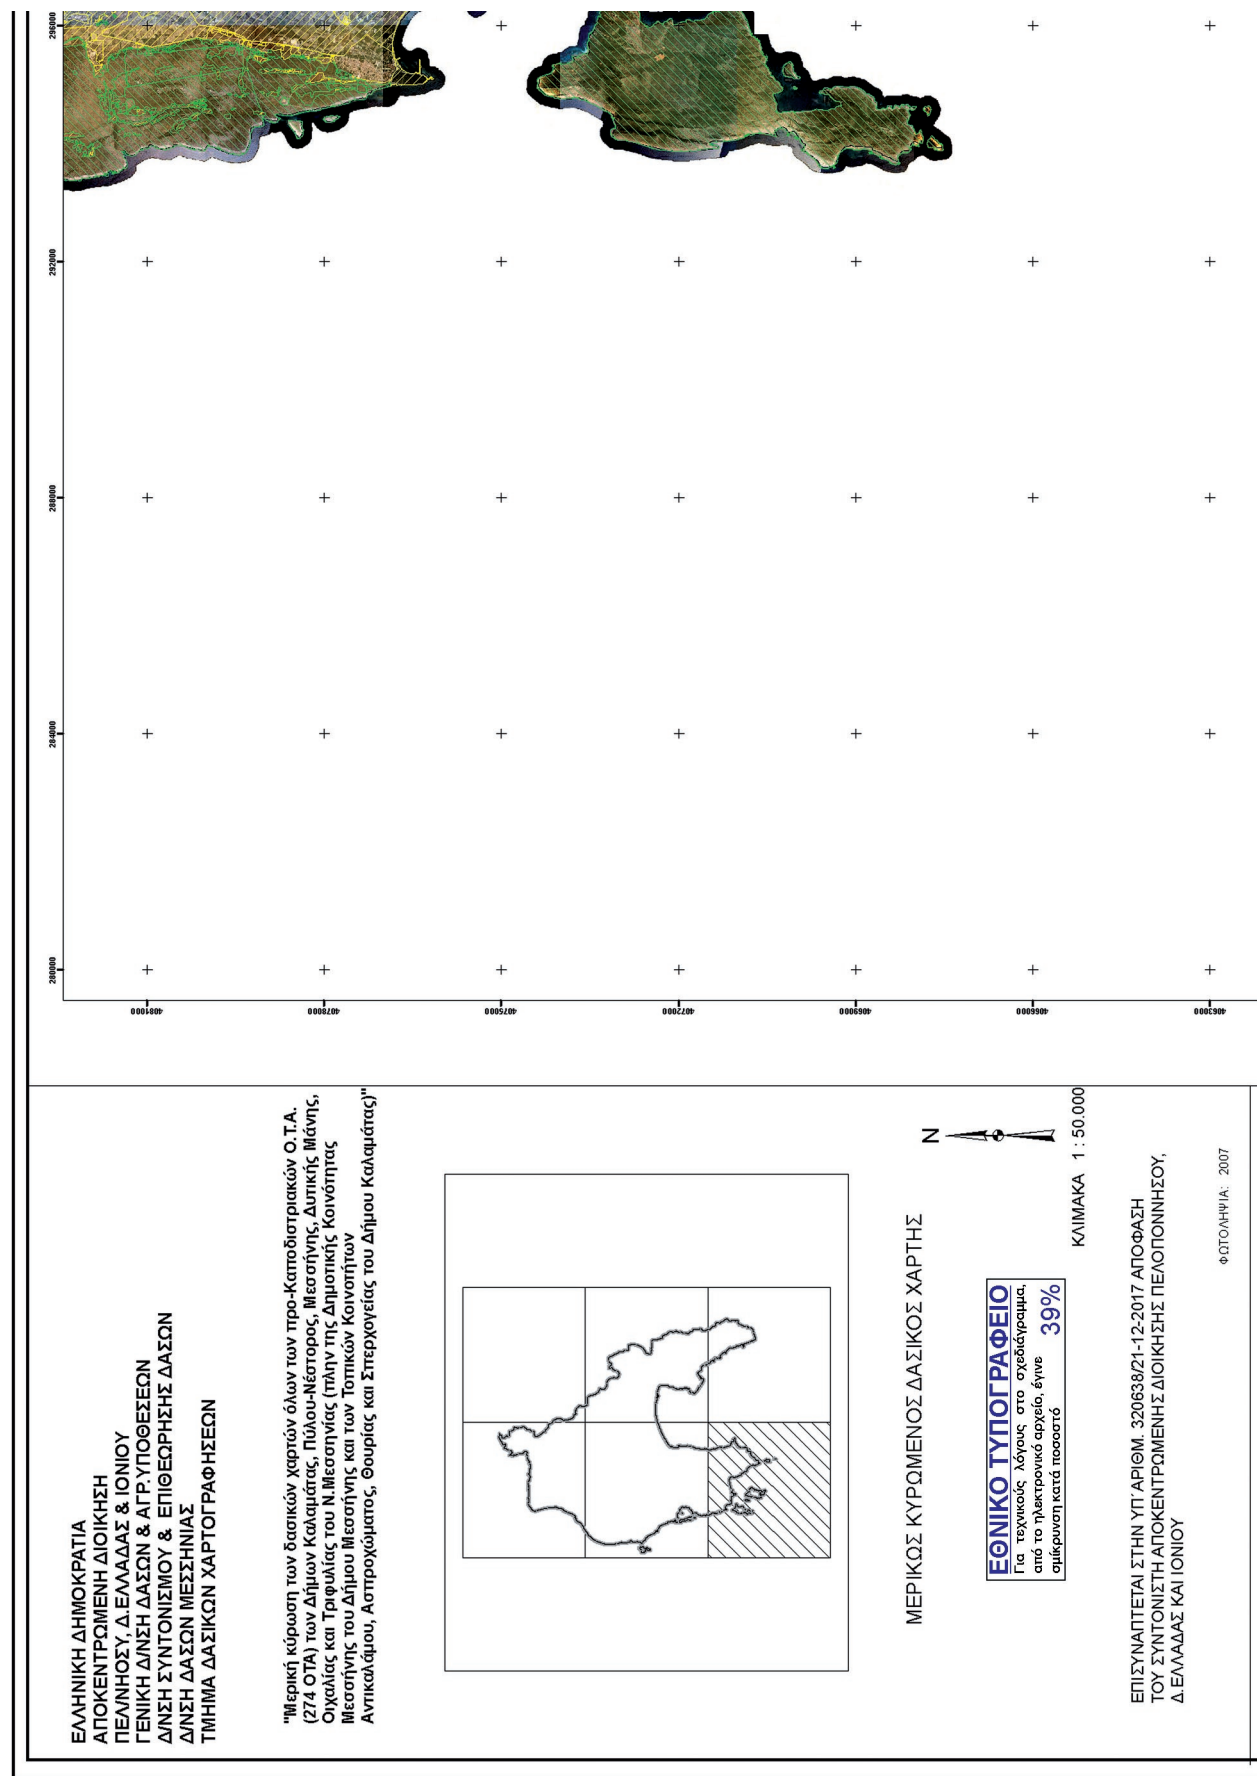 ΕΛΛΗΝΙΚΗ ΔΗΜΟΚΡΑΤΙΑ
ΑΠΟΚΕΝΤΡΩΜΕΝΗ ΔΙΟΙΚΗΣΗ
ΠΕΛ/ΝΗΟΣΥ, Δ.ΕΛΛΑΔΑΣ & ΙΟΝΙΟΥ
ΓΕΝΙΚΗ Δ/ΝΣΗ ΔΑΣΩΝ & ΑΓΡ.ΥΠΟΘΕΣΕΩΝ
Δ/ΝΣΗ ΣΥΝΤΟΝΙΣΜΟΥ & ΕΠΙΘΕΩΡΗΣΗΣ ΔΑΣΩΝ
Δ/ΝΣΗ ΔΑΣΩΝ ΜΕΣΣΗΝΙΑΣ
ΤΜΗΜΑ ΔΑΣΙΚΩΝ ΧΑΡΤΟΓΡΑΦΗΣΕΩΝ
"Μερική κύρωση των δασικών χαρτών όλων των προ-Καποδιστριακών Ο.Τ.Α.
(274 ΟΤΑ) των Δήμων Καλαμάτας, Πύλου-Νέστορος, Μεσσήνης, Δυτικής Μάνης,
Οιχαλίας και Τριφυλίας του Ν.Μεσσηνίας (πλην της Δημοτικής Κοινότητας
Μεσσήνης του Δήμου Μεσσήνης και των Τοπικών Κοινοτήτων
Αντικαλάμου, Ασπροχώματος, Θουρίας και Σπερχογείας του Δήμου Καλαμάτας)"
ΜΕΡΙΚΩΣ ΚΥΡΩΜΕΝΟΣ ΔΑΣΙΚΟΣ ΧΑΡΤΗΣ
N
ΕΘΝΙΚΟ ΤΥΠΟΓΡΑΦΕΙΟ
Για τεχνικούς λόγους στο σχεδιάγραμμα,
από το ηλεκτρονικό αρχείο, έγινε
σμίκρυνση κατά ποσοστό 39%
ΚΛΙΜΑΚΑ 1 : 50.000
ΕΠΙΣΥΝΑΠΤΕΤΑΙ ΣΤΗΝ ΥΠ' ΑΡΙΘΜ. 320638/21-12-2017 ΑΠΟΦΑΣΗ
ΤΟΥ ΣΥΝΤΟΝΙΣΤΗ ΑΠΟΚΕΝΤΡΩΜΕΝΗΣ ΔΙΟΙΚΗΣΗΣ ΠΕΛΟΠΟΝΝΗΣΟΥ,
Δ.ΕΛΛΑΔΑΣ ΚΑΙ ΙΟΝΙΟΥ
ΦΩΤΟΛΗΨΙΑ: 2007
280000
284000
288000
292000
296000
4081000
4078000
4075000
4072000
4069000
4066000
4063000